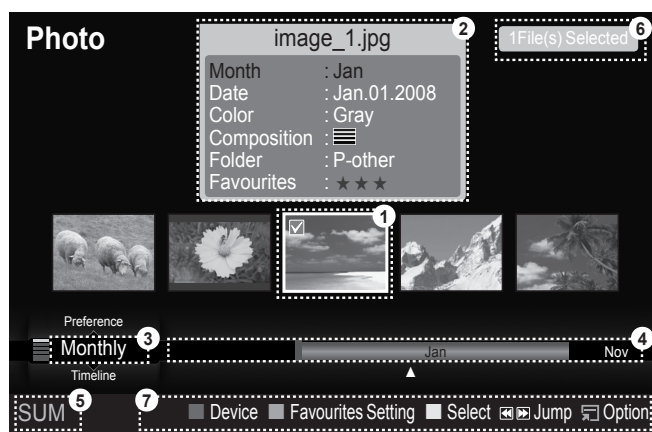 Photo
image_1.jpg
2
1File(s) Selected
6
Month : Jan
Date : Jan.01.2008
Color : Gray
Composition :
Folder : P-other
Favourites : ★ ★ ★
1
Preference
Monthly
3
Jan
Nov
4
Timeline
SUM
5
7
Device
Favourites Setting
Select
Jump
Option